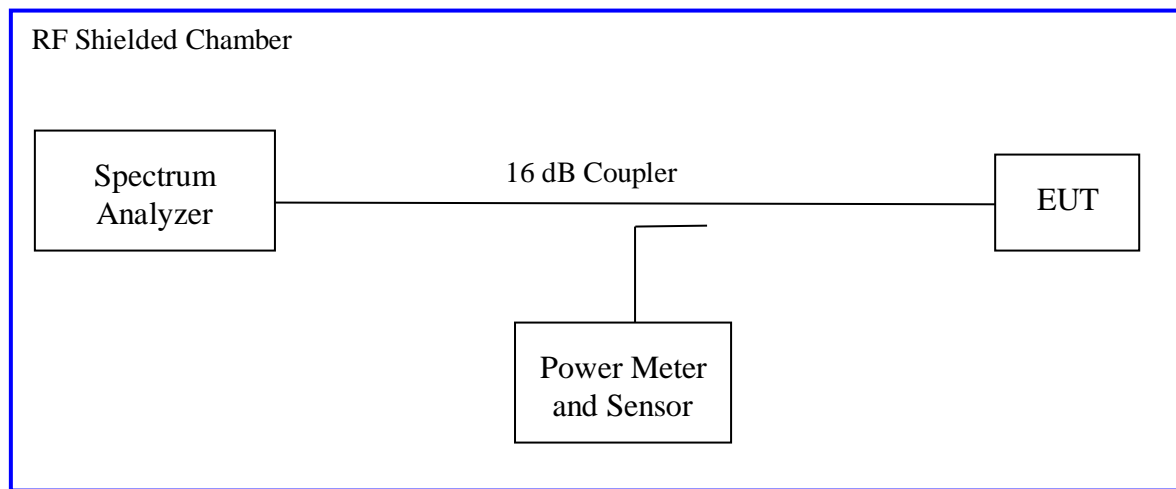 RF Shielded Chamber
Spectrum
Analyzer
16 dB Coupler
EUT
Power Meter
and Sensor